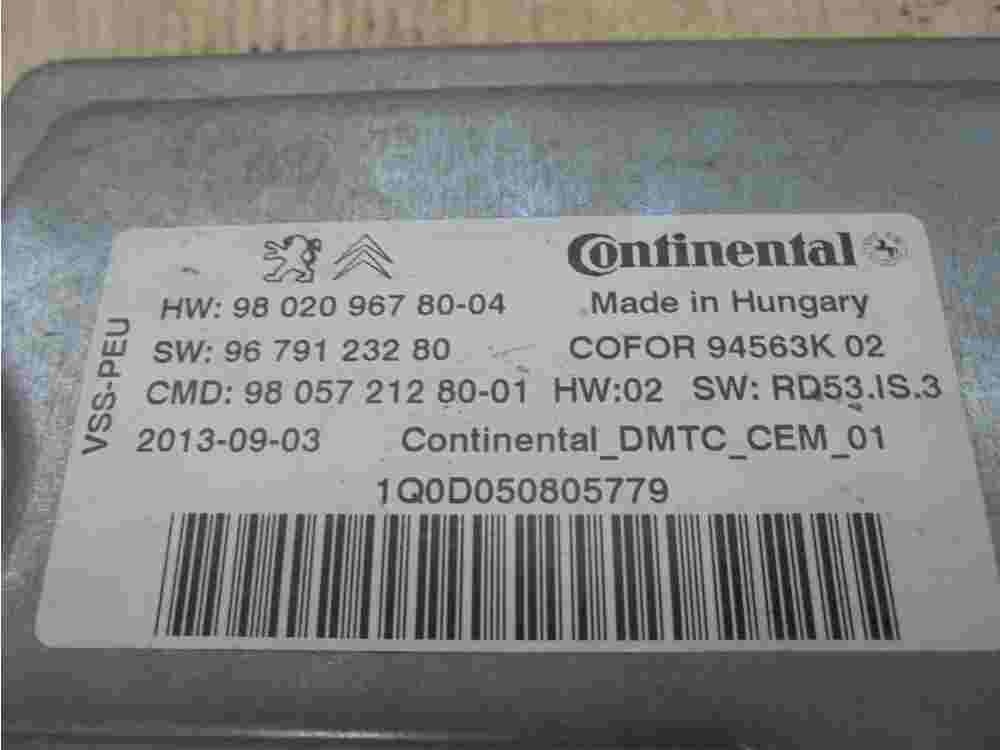 Continental
HW: 98 020 967 80-04
Made in Hungary
SW: 96 791 232 80
COFOR 94563K 02
CMD: 98 057 212 80-01 HW:02 SW: RD53.IS.3
VSS-PEU
2013-09-03 Continental_DMTC_CEM_01
1Q0D050805779